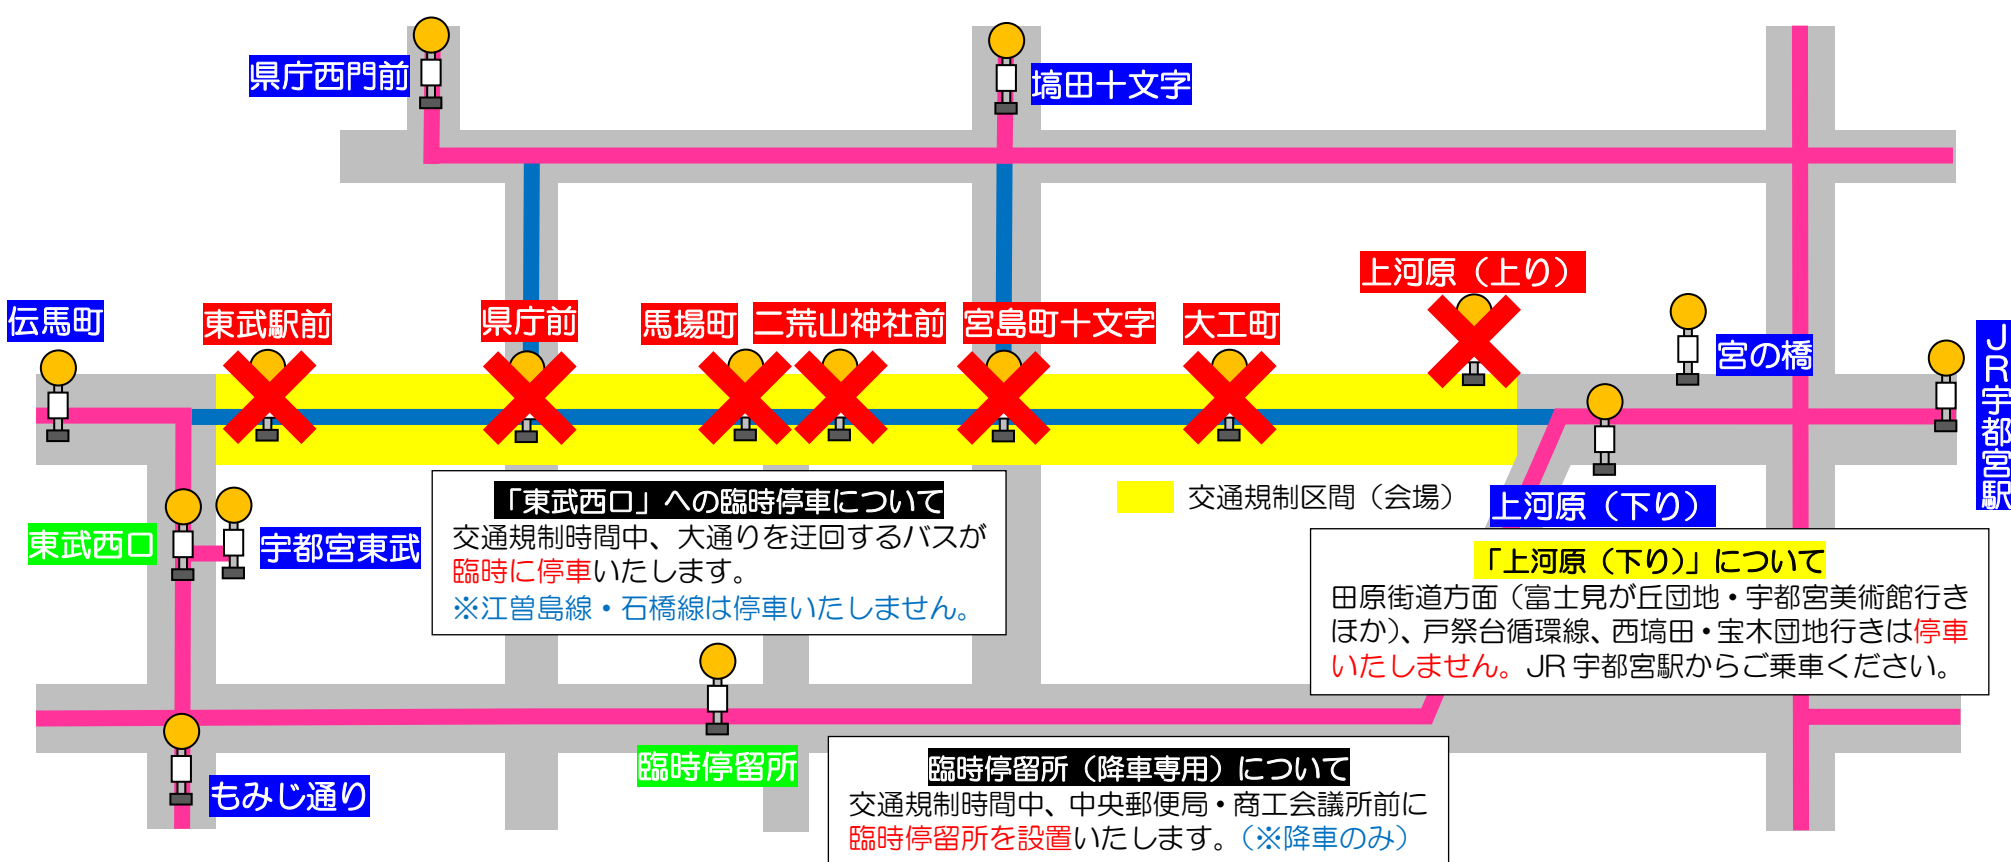 県庁西門前
塙田十文字
上河原（上り）
伝馬町
東武駅前
県庁前
馬場町
二荒山神社前
宮島町十文字
大工町
宮の橋
JR宇都宮駅
東武西口
宇都宮東武
「東武西口」への臨時停車について
交通規制時間中、大通りを迂回するバスが
臨時に停車いたします。
※江曽島線・石橋線は停車いたしません。
交通規制区間（会場）
上河原（下り）
「上河原（下り）」について
田原街道方面（富士見が丘団地・宇都宮美術館行き
ほか）、戸祭台循環線、西塙田・宝木団地行きは停車
いたしません。JR宇都宮駅からご乗車ください。
臨時停留所
もみじ通り
臨時停留所（降車専用）について
交通規制時間中、中央郵便局・商工会議所前に
臨時停留所を設置いたします。（※降車のみ）